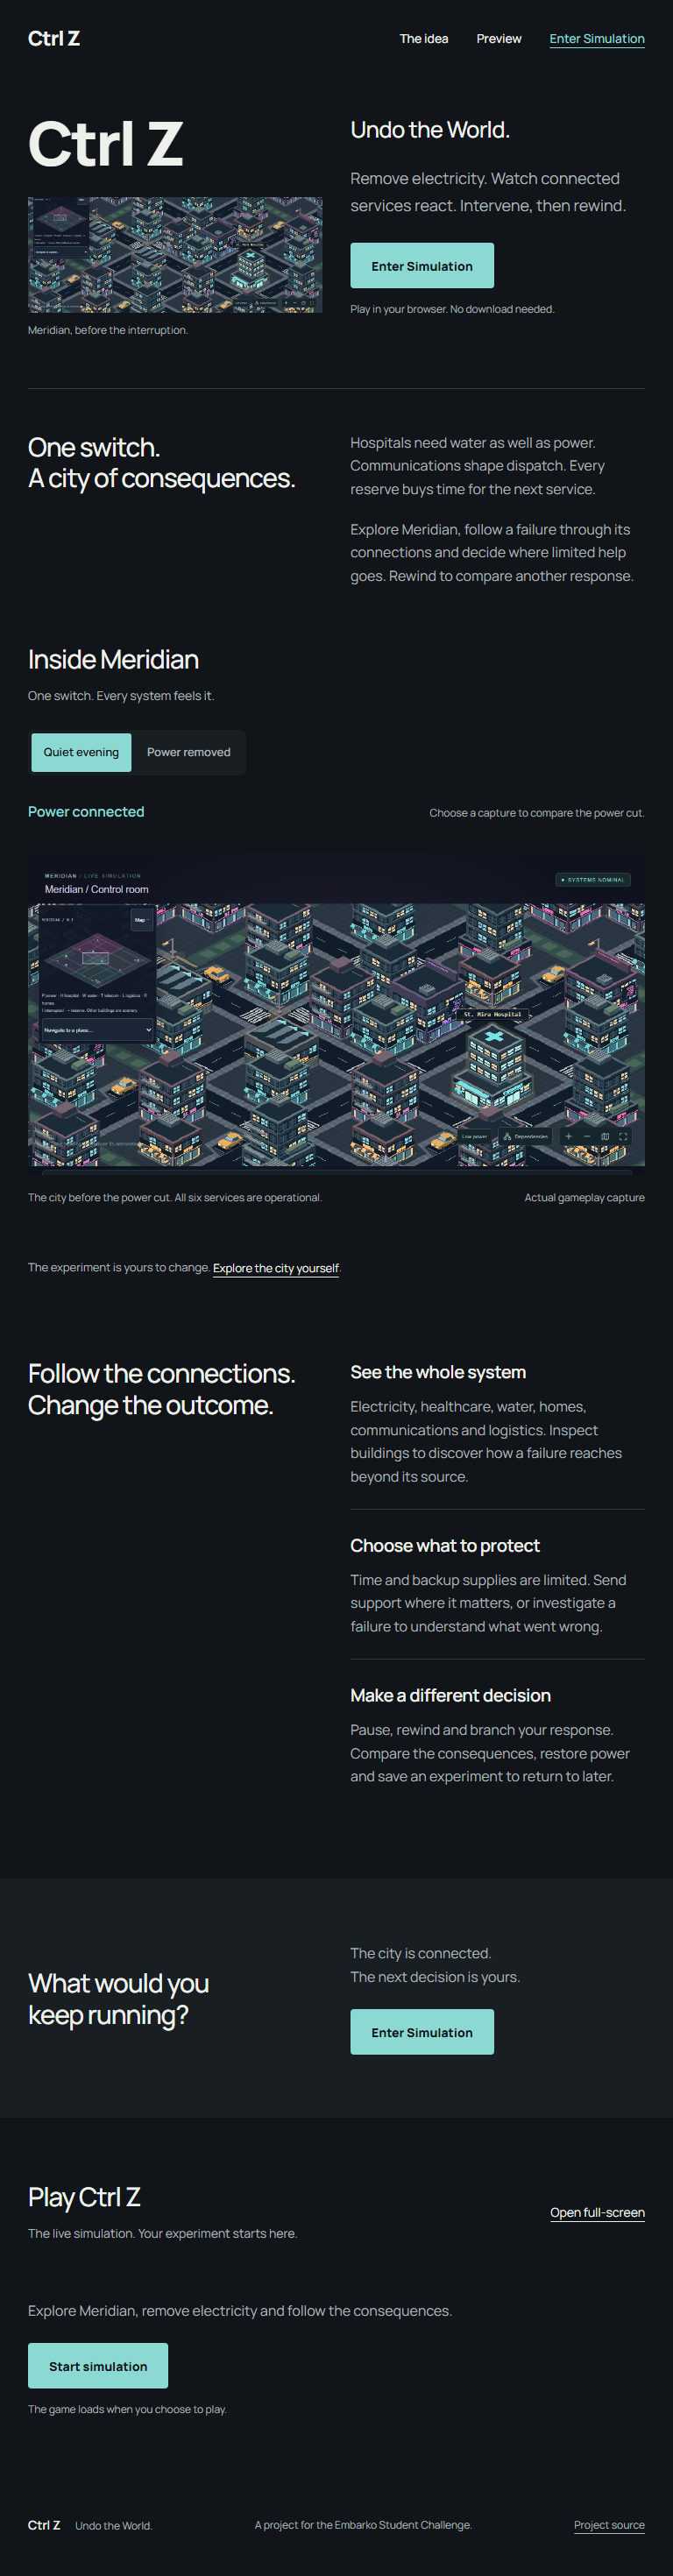 Ctrl Z
The idea
Preview
Enter Simulation
Ctrl Z
Meridian, before the interruption.
Undo the World.
Remove electricity. Watch connected
services react. Intervene, then rewind.
Enter Simulation
Play in your browser. No download needed.
One switch.
A city of consequences.
Hospitals need water as well as power.
Communications shape dispatch. Every
reserve buys time for the next service.
Explore Meridian, follow a failure through its
connections and decide where limited help
goes. Rewind to compare another response.
Inside Meridian
One switch. Every system feels it.
Quiet evening
Power removed
Power connected
Choose a capture to compare the power cut.
MERIDIAN / LIVE SIMULATION
Meridian / Control room
SYSTEMS NOMINAL
Map
Navigate to a place...
St. Mira Hospital
Low power
Dependencies
The city before the power cut. All six services are operational.
Actual gameplay capture
The experiment is yours to change. Explore the city yourself.
Follow the connections.
Change the outcome.
See the whole system
Electricity, healthcare, water, homes,
communications and logistics. Inspect
buildings to discover how a failure reaches
beyond its source.
Choose what to protect
Time and backup supplies are limited. Send
support where it matters, or investigate a
failure to understand what went wrong.
Make a different decision
Pause, rewind and branch your response.
Compare the consequences, restore power
and save an experiment to return to later.
What would you
keep running?
The city is connected.
The next decision is yours.
Enter Simulation
Play Ctrl Z
The live simulation. Your experiment starts here.
Open full-screen
Explore Meridian, remove electricity and follow the consequences.
Start simulation
The game loads when you choose to play.
Ctrl Z
Undo the World.
A project for the Embarko Student Challenge.
Project source